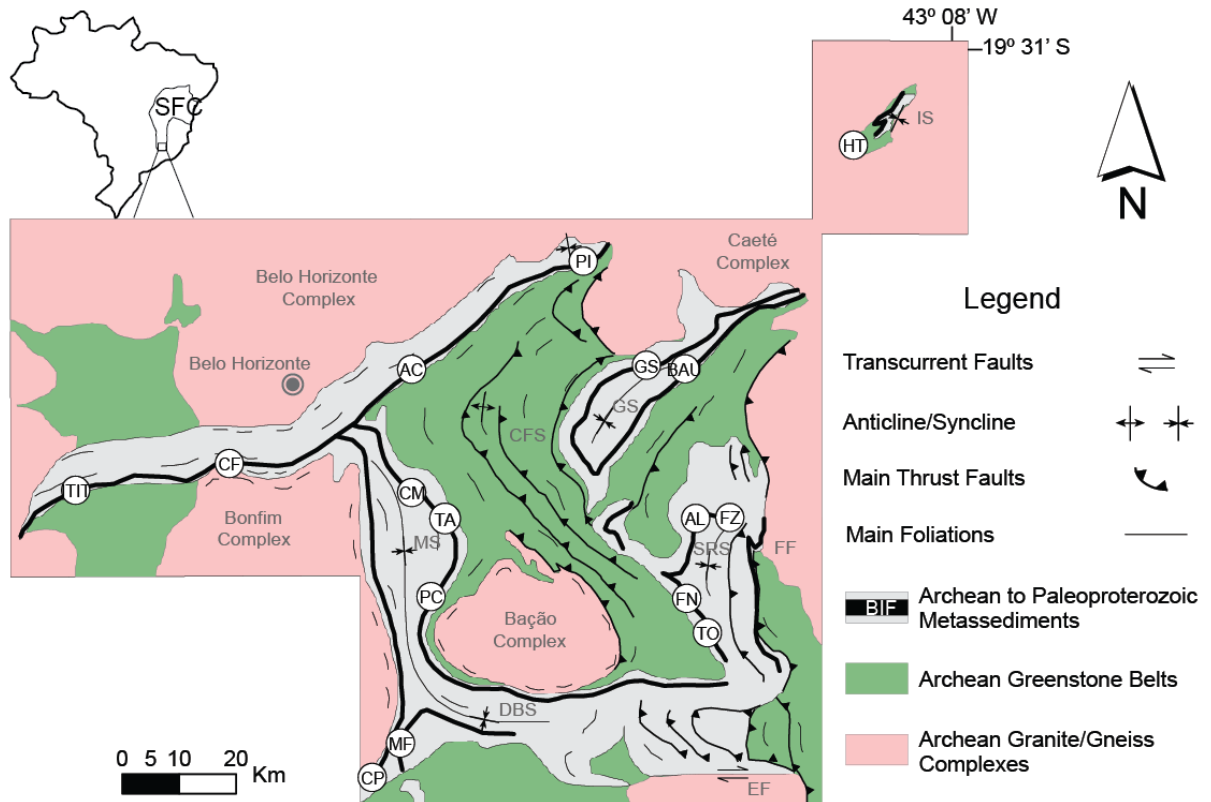 43º 08' W
19º 31' S
SFC
IS
HT
N
Caeté
Complex
PI
Belo Horizonte
Complex
Belo Horizonte
AC
GS
BAU
GS
CFS
CF
TIT
CM
TA
MS
AL
FZ
SRS
FF
Bonfim
Complex
PC
FN
TO
Bação
Complex
DBS
MF
CP
EF
0 5 10 20
Km
Legend
Transcurrent Faults
Anticline/Syncline
Main Thrust Faults
Main Foliations
BIF
Archean to Paleoproterozoic
Metassediments
Archean Greenstone Belts
Archean Granite/Gneiss
Complexes